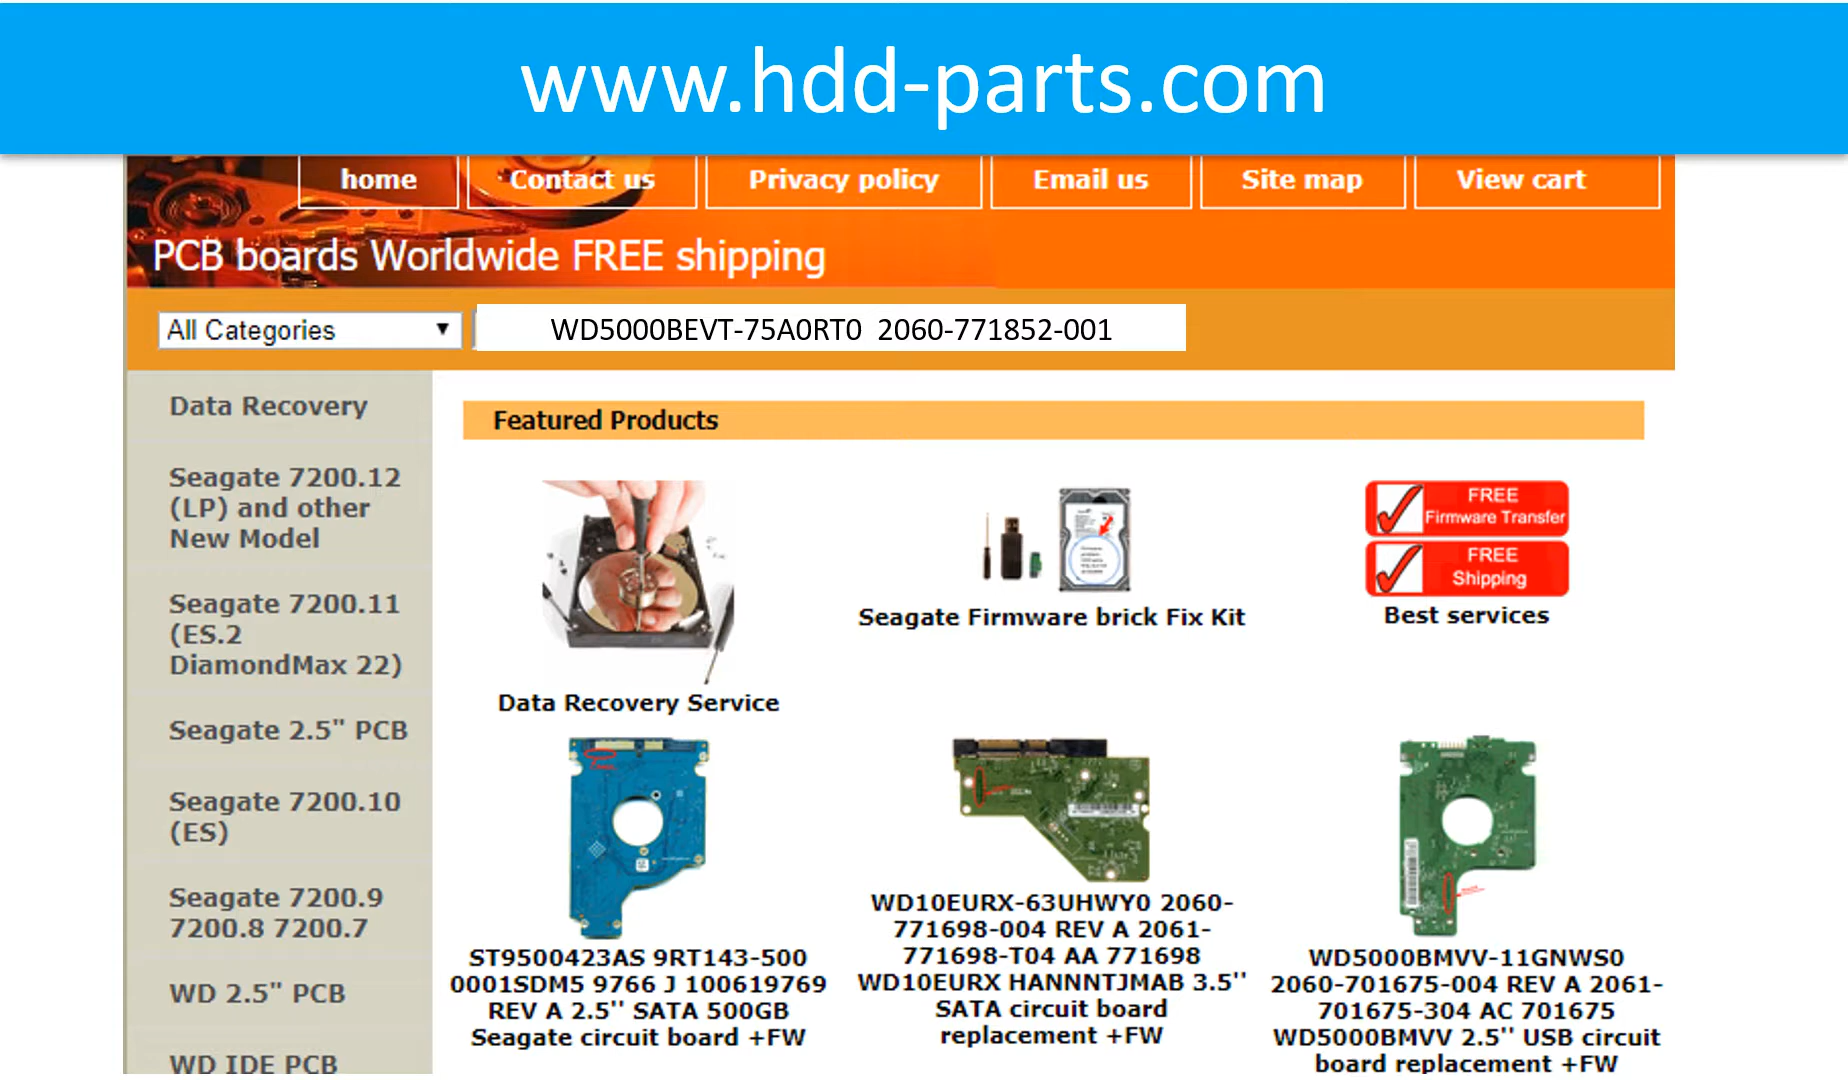 www.hdd-parts.com
home
Contact us
Privacy policy
Email us
Site map
View cart
PCB boards Worldwide FREE shipping
All Categories
WD5000BEVT-75A0RT0 2060-771852-001
Data Recovery
Seagate 7200.12
(LP) and other
New Model
Seagate 7200.11
(ES.2
DiamondMax 22)
Seagate 2.5" PCB
Seagate 7200.10
(ES)
Seagate 7200.9
7200.8 7200.7
WD 2.5" PCB
WD IDE PCB
Featured Products
Data Recovery Service
Seagate Firmware brick Fix Kit
FREE
Firmware Transfer
FREE
Shipping
Best services
ST9500423AS 9RT143-500
0001SDM5 9766 J 100619769
REV A 2.5'' SATA 500GB
Seagate circuit board +FW
WD10EURX-63UHWY0 2060-
771698-004 REV A 2061-
771698-T04 AA 771698
WD10EURX HANNNTJMAB 3.5''
SATA circuit board
replacement +FW
WD5000BMVV-11GNWS0
2060-701675-004 REV A 2061-
701675-304 AC 701675
WD5000BMVV 2.5'' USB circuit
board replacement +FW